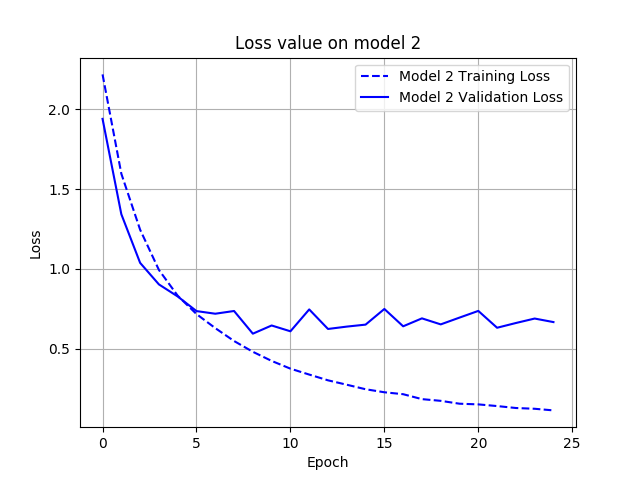 Loss value on model 2
Model 2 Training Loss
Model 2 Validation Loss
2.0
1.5
1.0
0.5
Loss
0 5 10 15 20 25
Epoch